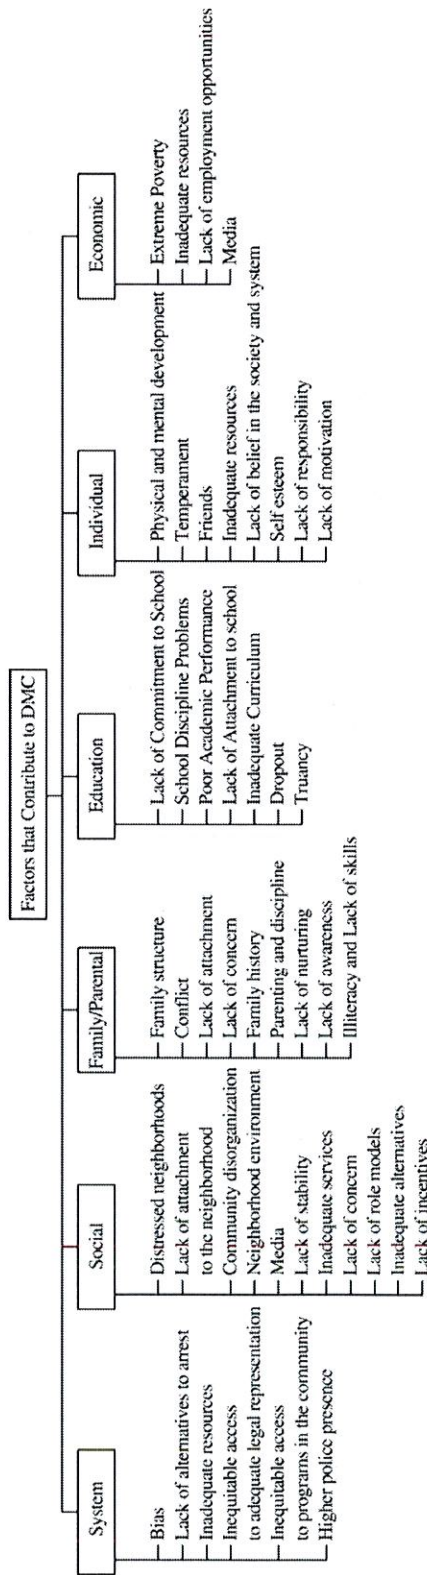 Factors that Contribute to DMC
System
Bias
Lack of alternatives to arrest
Inadequate resources
Inequitable access
to adequate legal representation
Inequitable access
to programs in the community
Higher police presence
Social
Distressed neighborhoods
Lack of attachment
to the neighborhood
Community disorganization
Neighborhood environment
Media
Lack of stability
Inadequate services
Lack of concern
Lack of role models
Inadequate alternatives
Lack of incentives
Family/Parental
Family structure
Conflict
Lack of attachment
Lack of concern
Family history
Parenting and discipline
Lack of nurturing
Lack of awareness
Illiteracy and Lack of skills
Education
Lack of Commitment to School
School Discipline Problems
Poor Academic Performance
Lack of Attachment to school
Inadequate Curriculum
Dropout
Truancy
Individual
Physical and mental development
Temperament
Friends
Inadequate resources
Lack of belief in the society and system
Self esteem
Lack of responsibility
Lack of motivation
Economic
Extreme Poverty
Inadequate resources
Lack of employment opportunities
Media